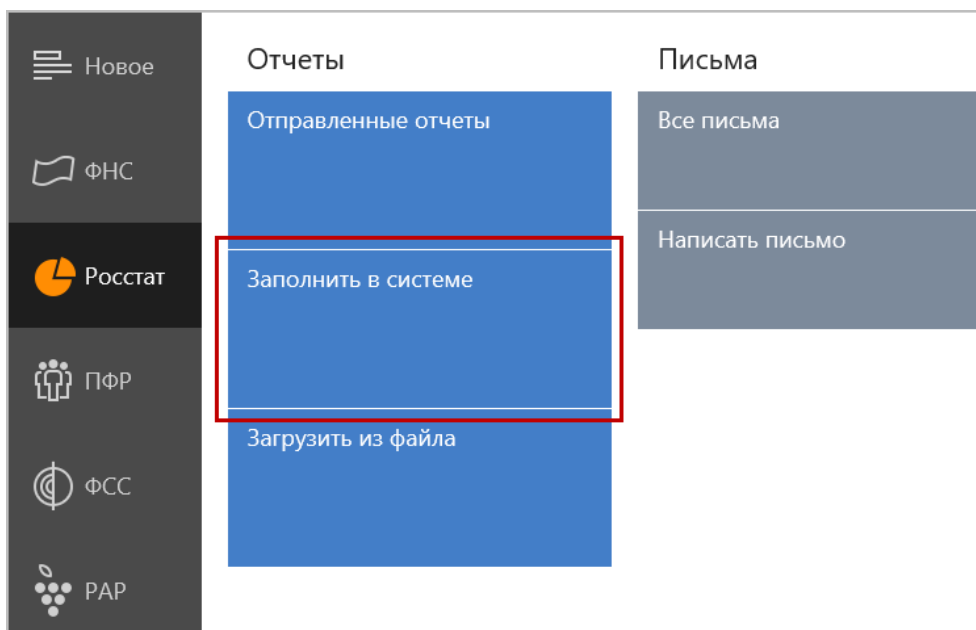 Новое
ФНС
Росстат
ПФР
ФСС
РАР
Отчеты
Отправленные отчеты
Заполнить в системе
Загрузить из файла
Письма
Все письма
Написать письмо